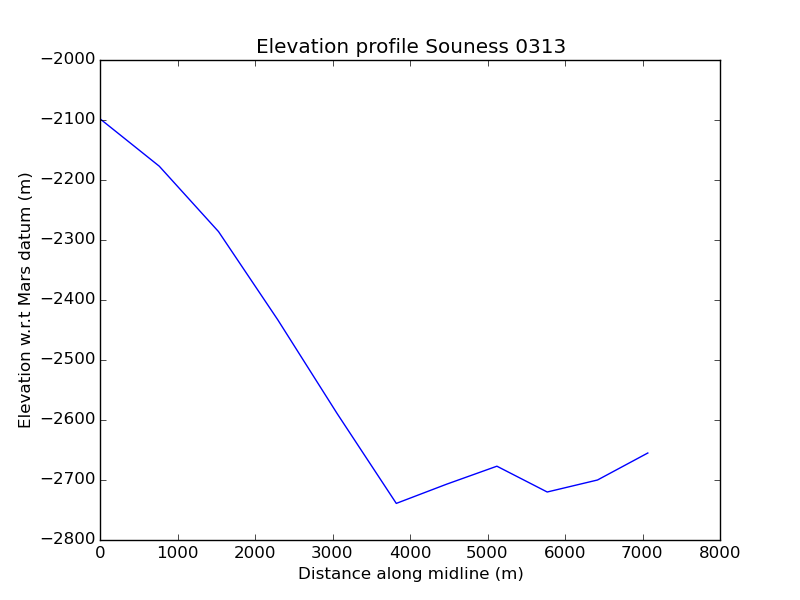 Elevation profile Souness 0313
Elevation w.r.t Mars datum (m)
−2000
−2100
−2200
−2300
−2400
−2500
−2600
−2700
−2800
0 1000 2000 3000 4000 5000 6000 7000 8000
Distance along midline (m)